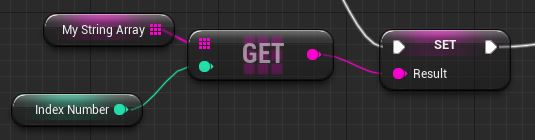 My String Array
GET
SET
Result
Index Number